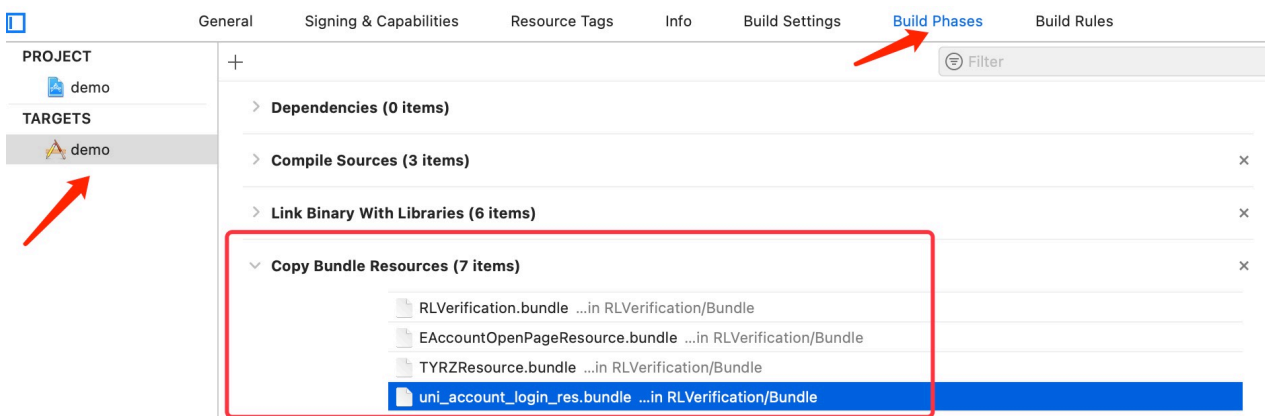 General Signing & Capabilities Resource Tags Info Build Settings Build Phases Build Rules
PROJECT
demo
TARGETS
demo
+ Filter
Dependencies (0 items)
Compile Sources (3 items) ×
Link Binary With Libraries (6 items) ×
Copy Bundle Resources (7 items) ×
RLVerification.bundle ...in RLVerification/Bundle
EAccountOpenPageResource.bundle ...in RLVerification/Bundle
TYRZResource.bundle ...in RLVerification/Bundle
uni_account_login_res.bundle ...in RLVerification/Bundle